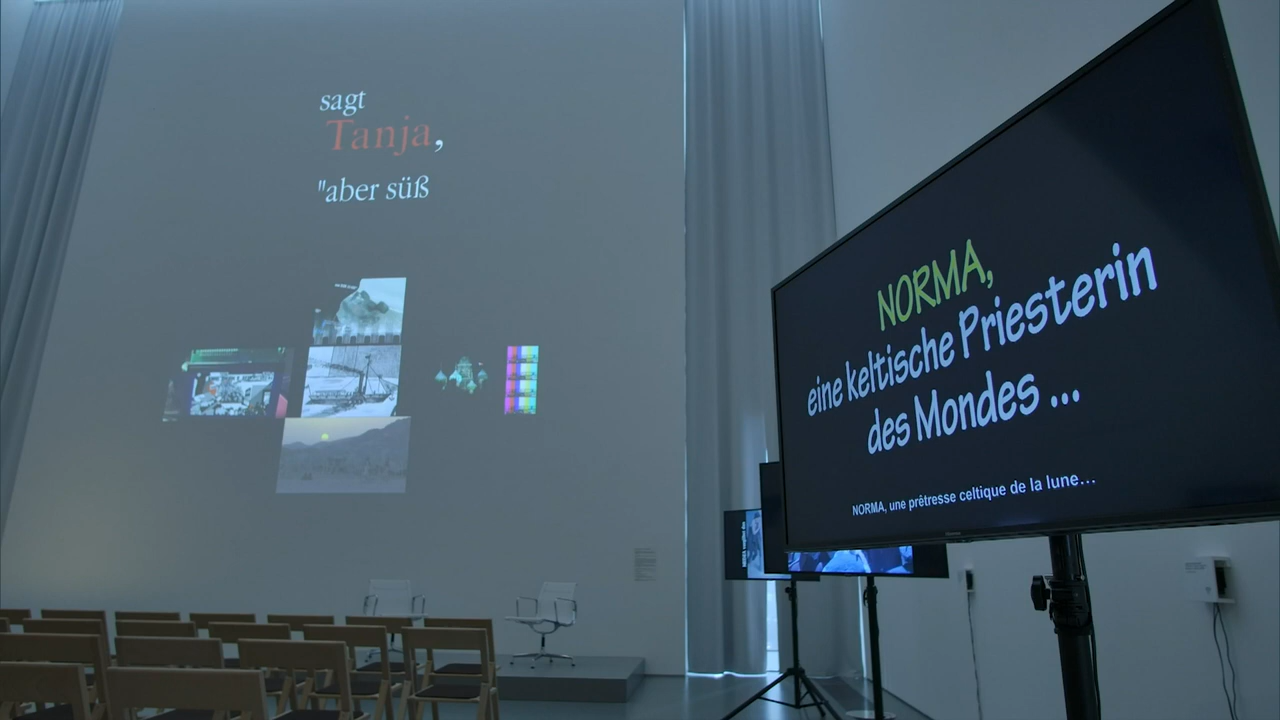 sagt
Tanja,
"aber süß
NORMA,
eine keltische Priesterin
des Mondes ...
NORMA, une prêtresse celtique de la lune...